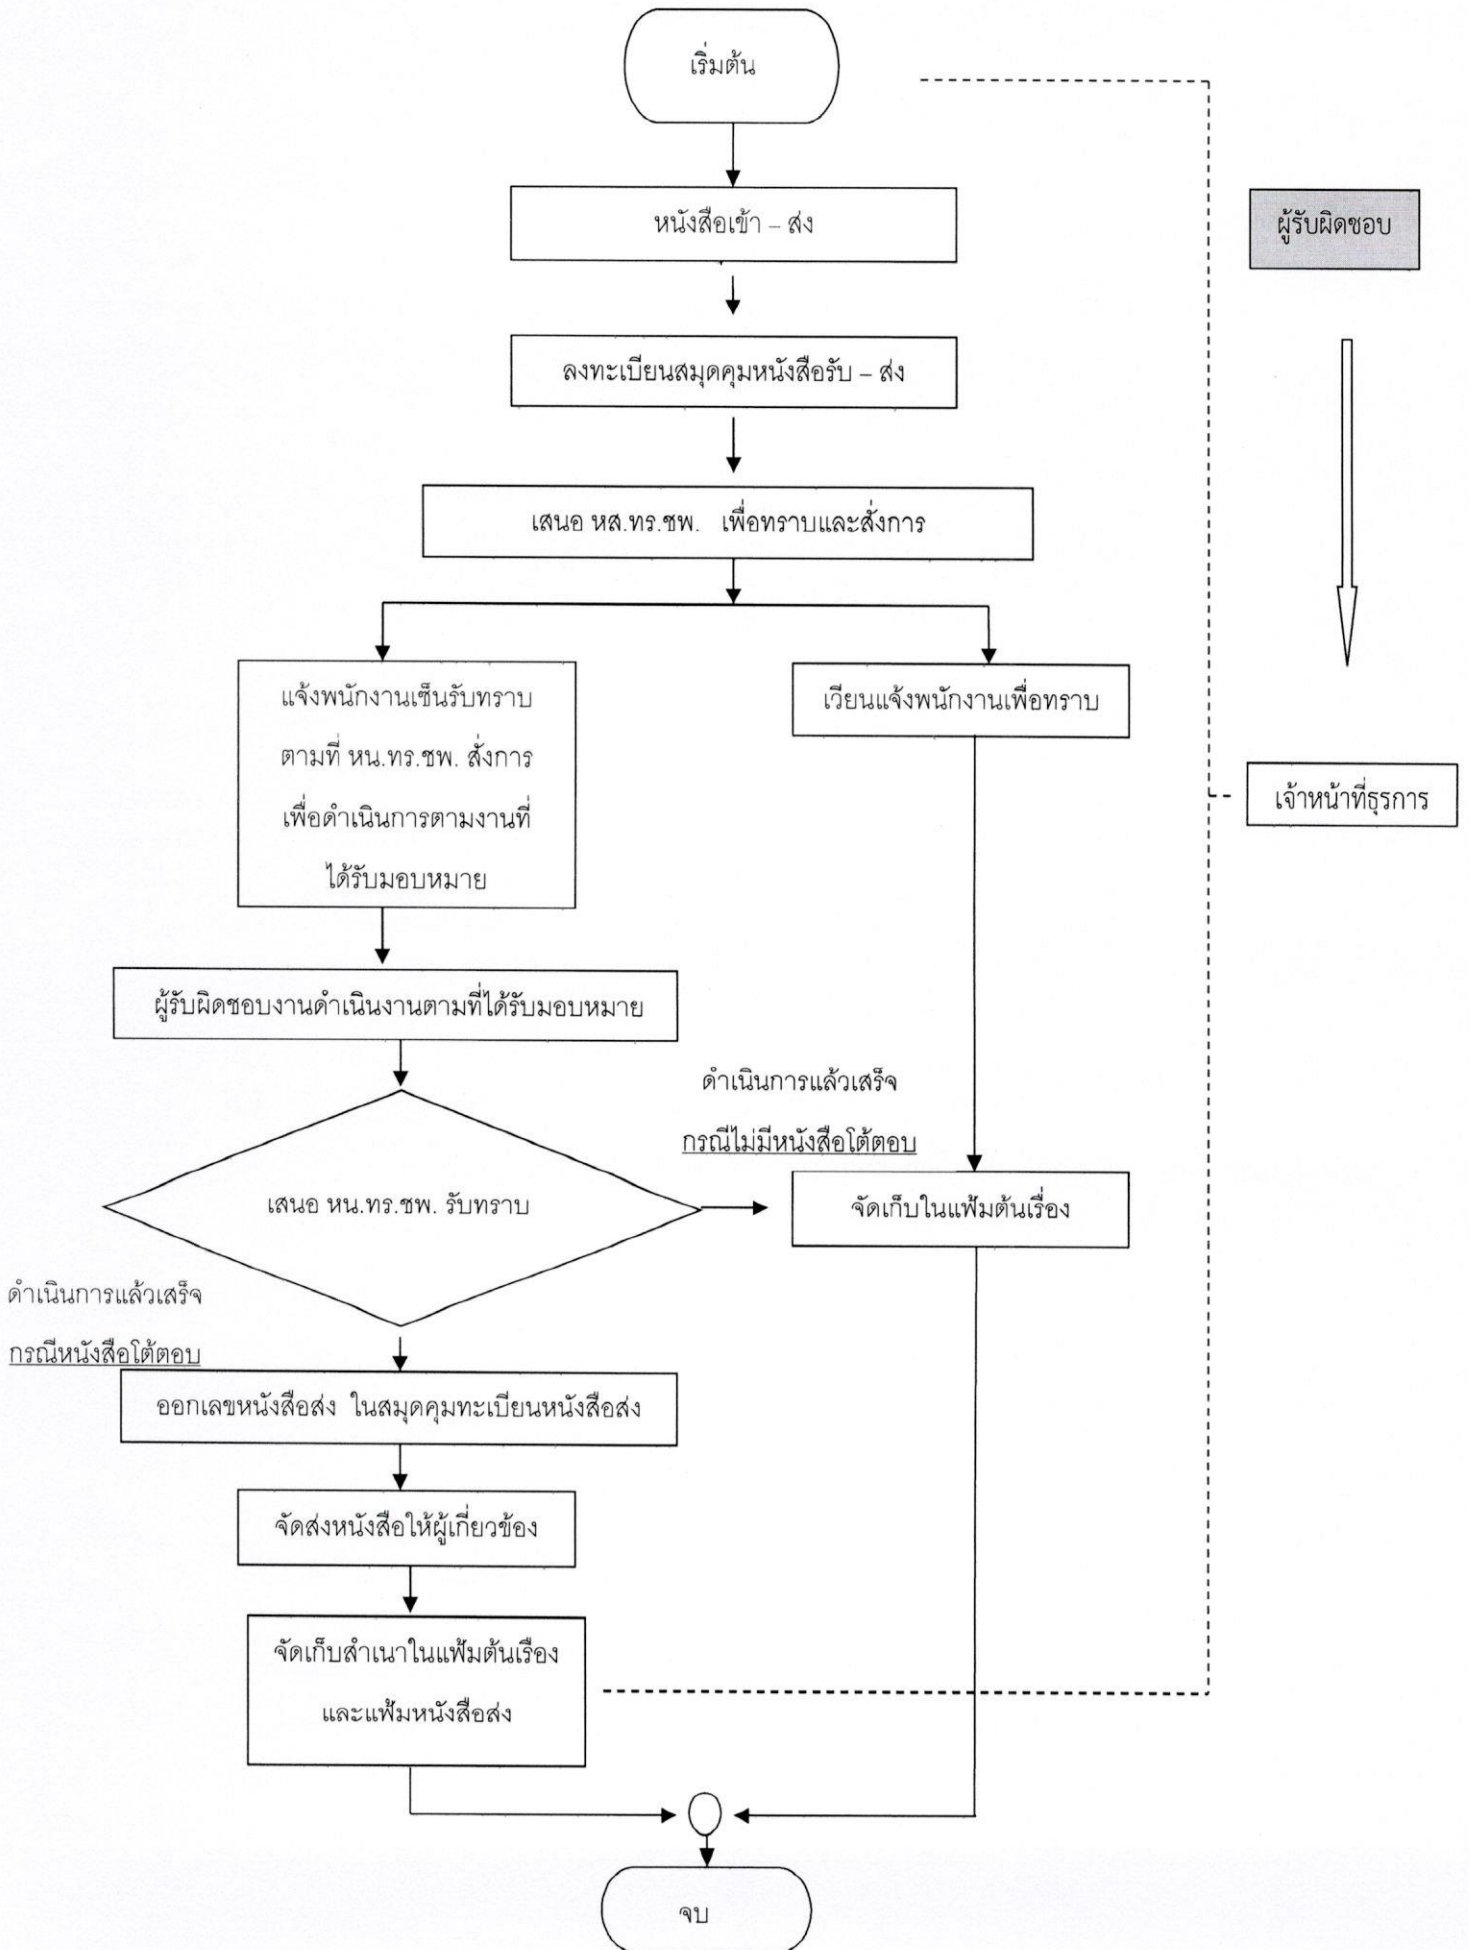 เริ่มต้น
หนังสือเข้า – ส่ง
ผู้รับผิดชอบ
ลงทะเบียนสมุดคุมหนังสือรับ – ส่ง
เสนอ หส.ทร.ชพ. เพื่อทราบและสั่งการ
แจ้งพนักงานเซ็นรับทราบ
ตามที่ หน.ทร.ชพ. สั่งการ
เพื่อดำเนินการตามงานที่
ได้รับมอบหมาย
เวียนแจ้งพนักงานเพื่อทราบ
เจ้าหน้าที่ธุรการ
ผู้รับผิดชอบงานดำเนินงานตามที่ได้รับมอบหมาย
ดำเนินการแล้วเสร็จ
กรณีไม่มีหนังสือโต้ตอบ
เสนอ หน.ทร.ชพ. รับทราบ
จัดเก็บในแฟ้มต้นเรื่อง
ดำเนินการแล้วเสร็จ
กรณีหนังสือโต้ตอบ
ออกเลขหนังสือส่ง ในสมุดคุมทะเบียนหนังสือส่ง
จัดส่งหนังสือให้ผู้เกี่ยวข้อง
จัดเก็บสำเนาในแฟ้มต้นเรื่อง
และแฟ้มหนังสือส่ง
จบ